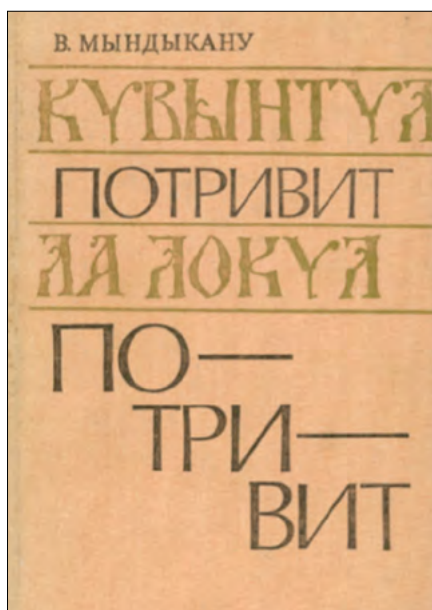 В. МЫНДЫКАНУ
КУВЫНТУЛ
ПОТРИВИТ
ЛА ЛОКУЛ
ПО—
ТРИ—
ВИТ